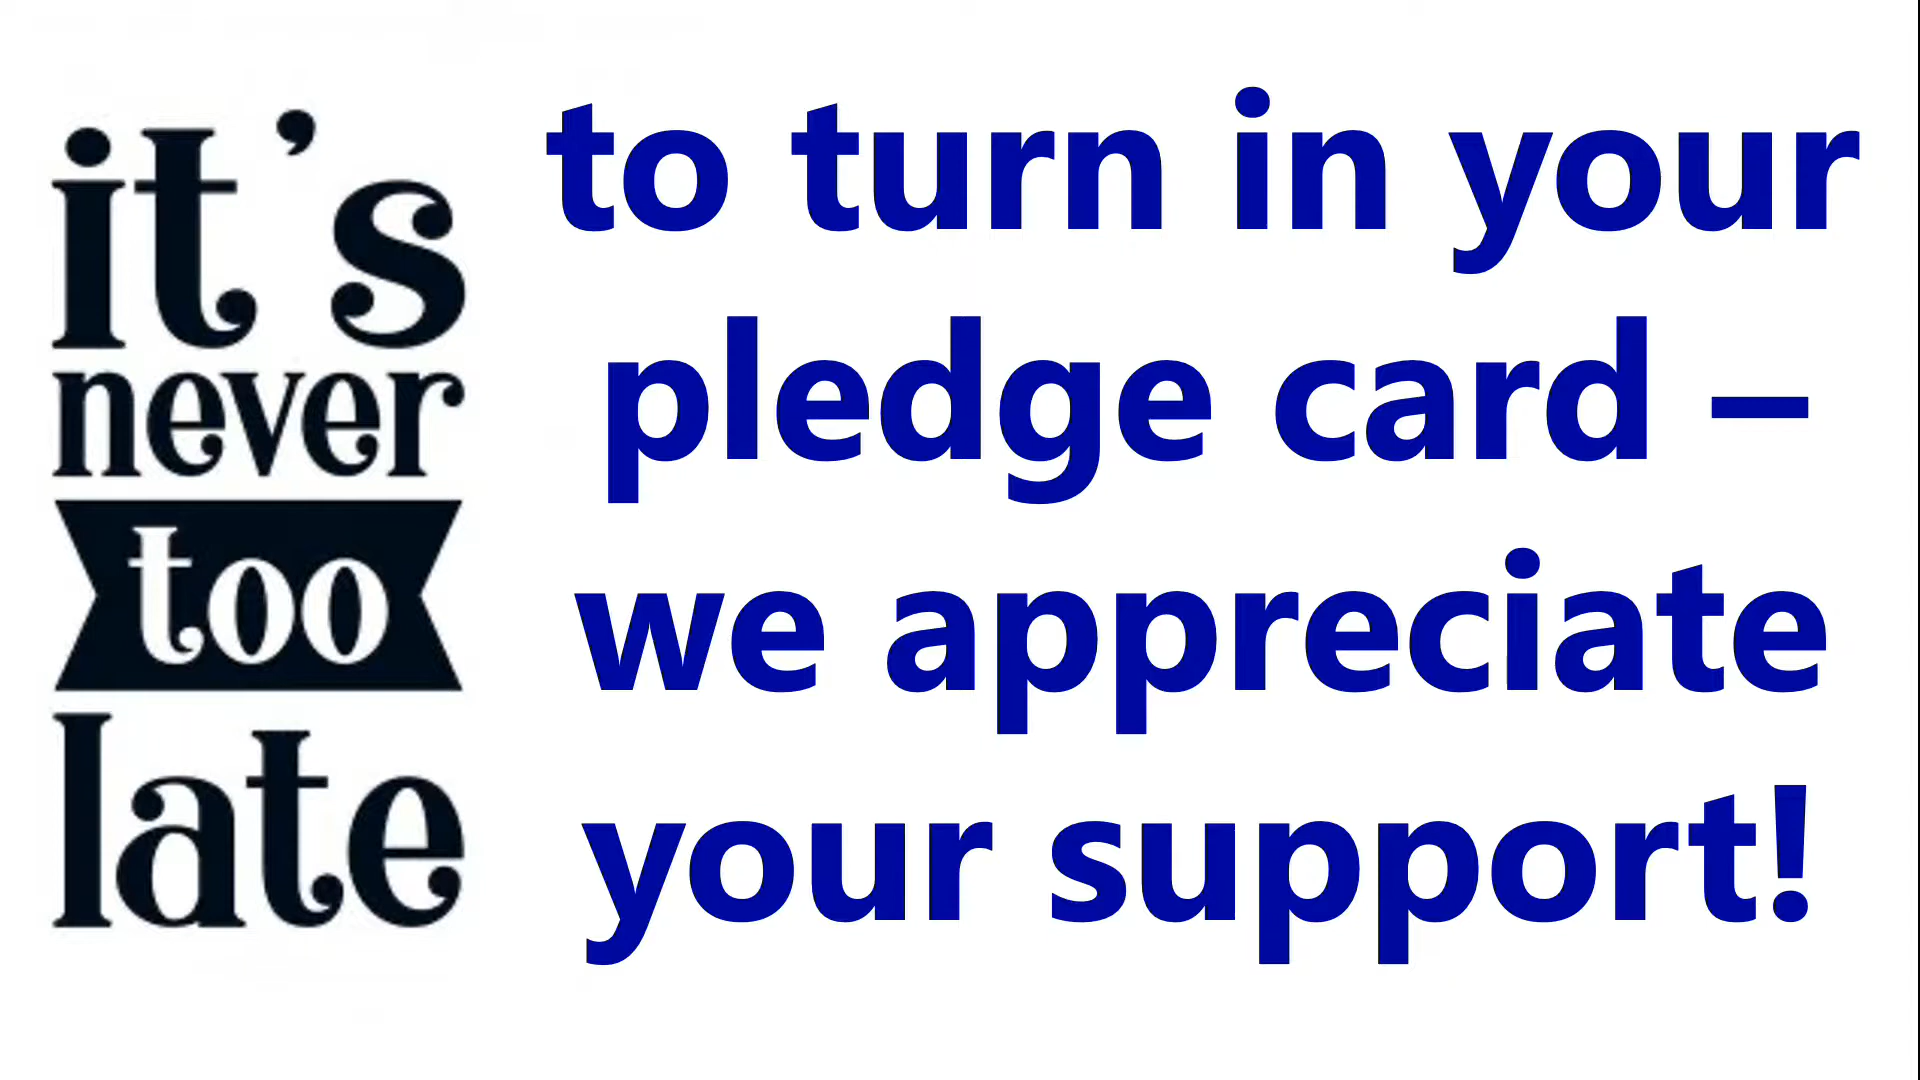 it's
never
too
late
to turn in your
pledge card –
we appreciate
your support!